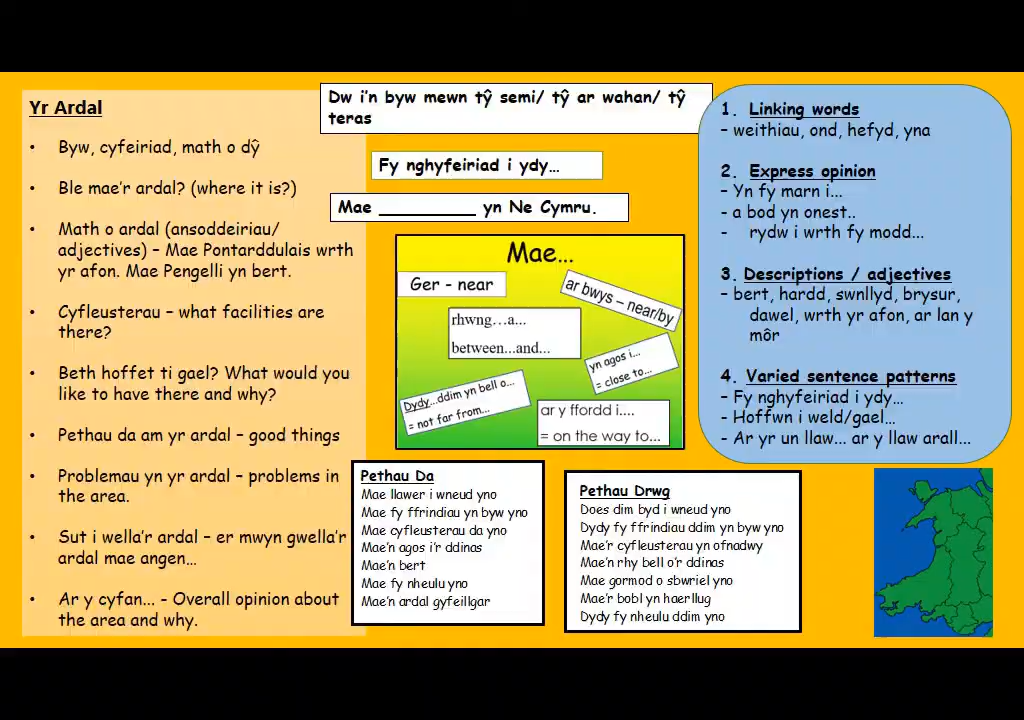 Yr Ardal
• Byw, cyfeiriad, math o dŷ
• Ble mae'r ardal? (where it is?)
• Math o ardal (ansoddeiriau/
adjectives) – Mae Pontarddulais wrth
yr afon. Mae Pengelli yn bert.
• Cyfleusterau – what facilities are
there?
• Beth hoffet ti gael? What would you
like to have there and why?
• Pethau da am yr ardal – good things
• Problemau yn yr ardal – problems in
the area.
• Sut i wella'r ardal – er mwyn gwella'r
ardal mae angen…
• Ar y cyfan... - Overall opinion about
the area and why.
Dw i'n byw mewn tŷ semi/ tŷ ar wahan/ tŷ
teras
Fy nghyfeiriad i ydy…
Mae __________ yn Ne Cymru.
Mae...
Ger - near
ar bwys – near/by
rhwng…a…
between…and…
yn agos i...
= close to...
Dydy...ddim yn bell o...
= not far from...
ar y ffordd i....
= on the way to...
Pethau Da
Mae llawer i wneud yno
Mae fy ffrindiau yn byw yno
Mae cyfleusterau da yno
Mae'n agos i'r ddinas
Mae'n bert
Mae fy nheulu yno
Mae'n ardal gyfeillgar
Pethau Drwg
Does dim byd i wneud yno
Dydy fy ffrindiau ddim yn byw yno
Mae'r cyfleusterau yn ofnadwy
Mae'n rhy bell o'r ddinas
Mae gormod o sbwriel yno
Mae'r bobl yn haerllug
Dydy fy nheulu ddim yno
1. Linking words
– weithiau, ond, hefyd, yna
2. Express opinion
– Yn fy marn i...
- a bod yn onest..
- rydw i wrth fy modd...
3. Descriptions / adjectives
– bert, hardd, swnllyd, brysur,
dawel, wrth yr afon, ar lan y
môr
4. Varied sentence patterns
– Fy nghyfeiriad i ydy…
- Hoffwn i weld/gael…
- Ar yr un llaw... ar y llaw arall...